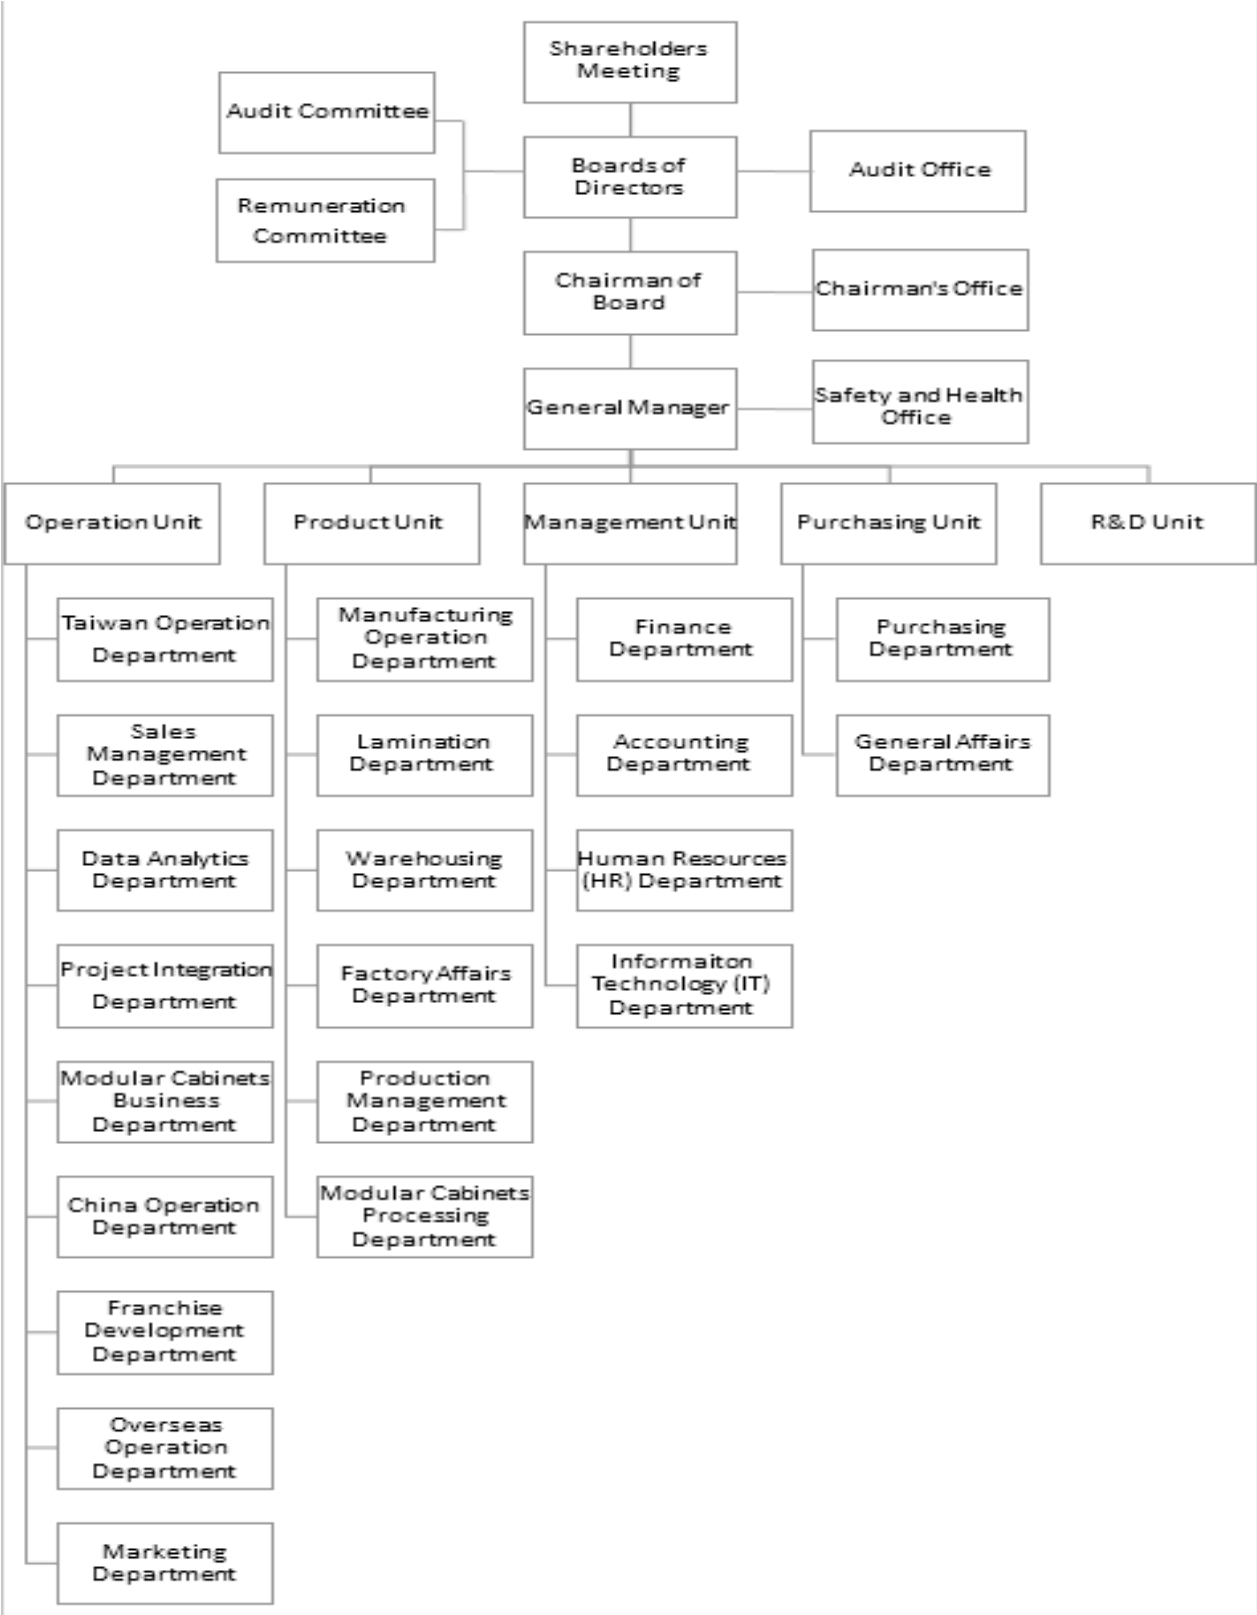 Shareholders
Meeting
Audit Committee
Boards of
Directors
Audit Office
Remuneration
Committee
Chairman of
Board
Chairman's Office
General Manager
Safety and Health
Office
Operation Unit
Product Unit
Management Unit
Purchasing Unit
R&D Unit
Taiwan Operation
Department
Sales
Management
Department
Data Analytics
Department
Project Integration
Department
Modular Cabinets
Business
Department
China Operation
Department
Franchise
Development
Department
Overseas
Operation
Department
Marketing
Department
Manufacturing
Operation
Department
Lamination
Department
Warehousing
Department
Factory Affairs
Department
Production
Management
Department
Modular Cabinets
Processing
Department
Finance
Department
Accounting
Department
Human Resources
(HR) Department
Informaiton
Technology (IT)
Department
Purchasing
Department
General Affairs
Department